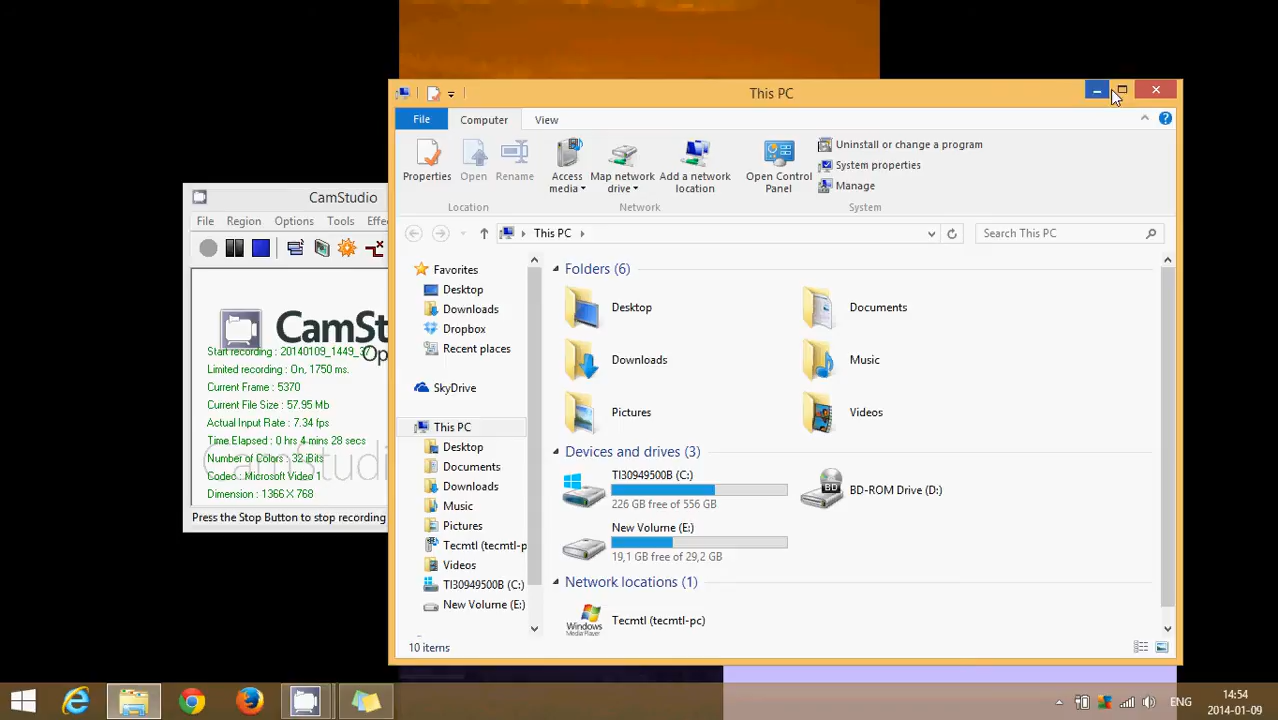 This PC
File Computer View
Properties
Open
Rename
Access media
Map network drive
Add a network location
Open Control Panel
Uninstall or change a program
System properties
Manage
Location
Network
System
This PC
Search This PC
CamStudio
File Region Options Tools Effe
CamSt
Op
Start recording : 20140109_1449_3
Limited recording : On, 1750 ms.
Current Frame : 5370
Current File Size : 57.95 Mb
Actual Input Rate : 7.34 fps
Time Elapsed : 0 hrs 4 mins 28 secs
Number of Colors : 32 iBits
Codec : Microsoft Video 1
Dimension : 1366 X 768
CamStudi
Press the Stop Button to stop recording
Favorites
Desktop
Downloads
Dropbox
Recent places
SkyDrive
This PC
Desktop
Documents
Downloads
Music
Pictures
Tecmtl (tecmtl-p
Videos
TI30949500B (C:)
New Volume (E:)
Folders (6)
Desktop
Documents
Downloads
Music
Pictures
Videos
Devices and drives (3)
TI30949500B (C:)
226 GB free of 556 GB
BD
BD-ROM Drive (D:)
New Volume (E:)
19,1 GB free of 29,2 GB
Network locations (1)
Windows
Media Player
Tecmtl (tecmtl-pc)
10 items
ENG
14:54
2014-01-09